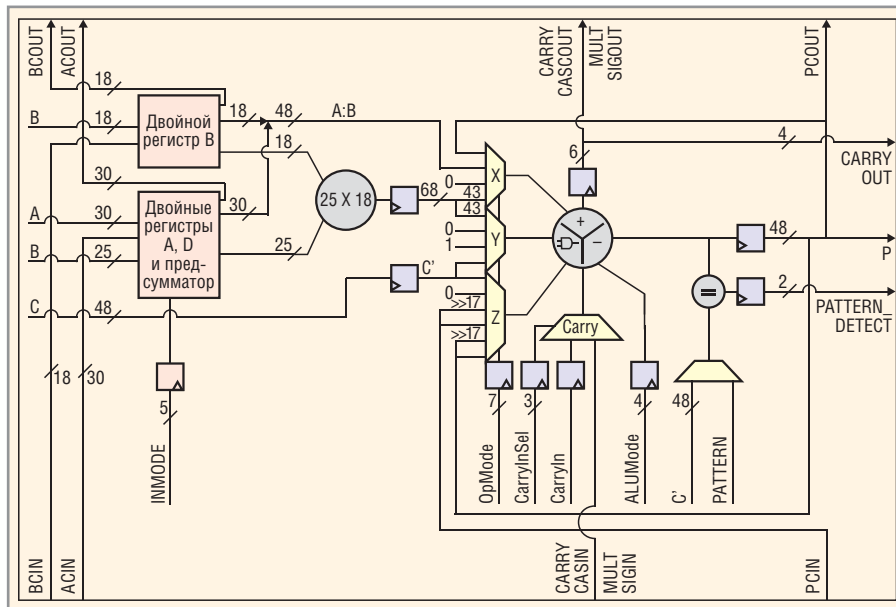 BCOUT
ACOUT
CARRY
CASCOUT
MULT
SIGOUT
PCOUT
18
B
18
Двойной
регистр B
18
48
A:B
18
30
A
30
B
25
Двойные
регистры
A, D
и пред-
сумматор
30
25
25 X 18
68
0
43
43
X
0
1
Y
C'
0
>>17
>>17
Z
C
48
6
+
–
4
CARRY
OUT
48
P
=
2
PATTERN_
DETECT
Carry
18
30
5
INMODE
7
OpMode
3
CarryInSel
CarryIn
4
ALUMode
48
C'
PATTERN
BCIN
ACIN
CARRY
CASIN
MULT
SIGIN
PCIN